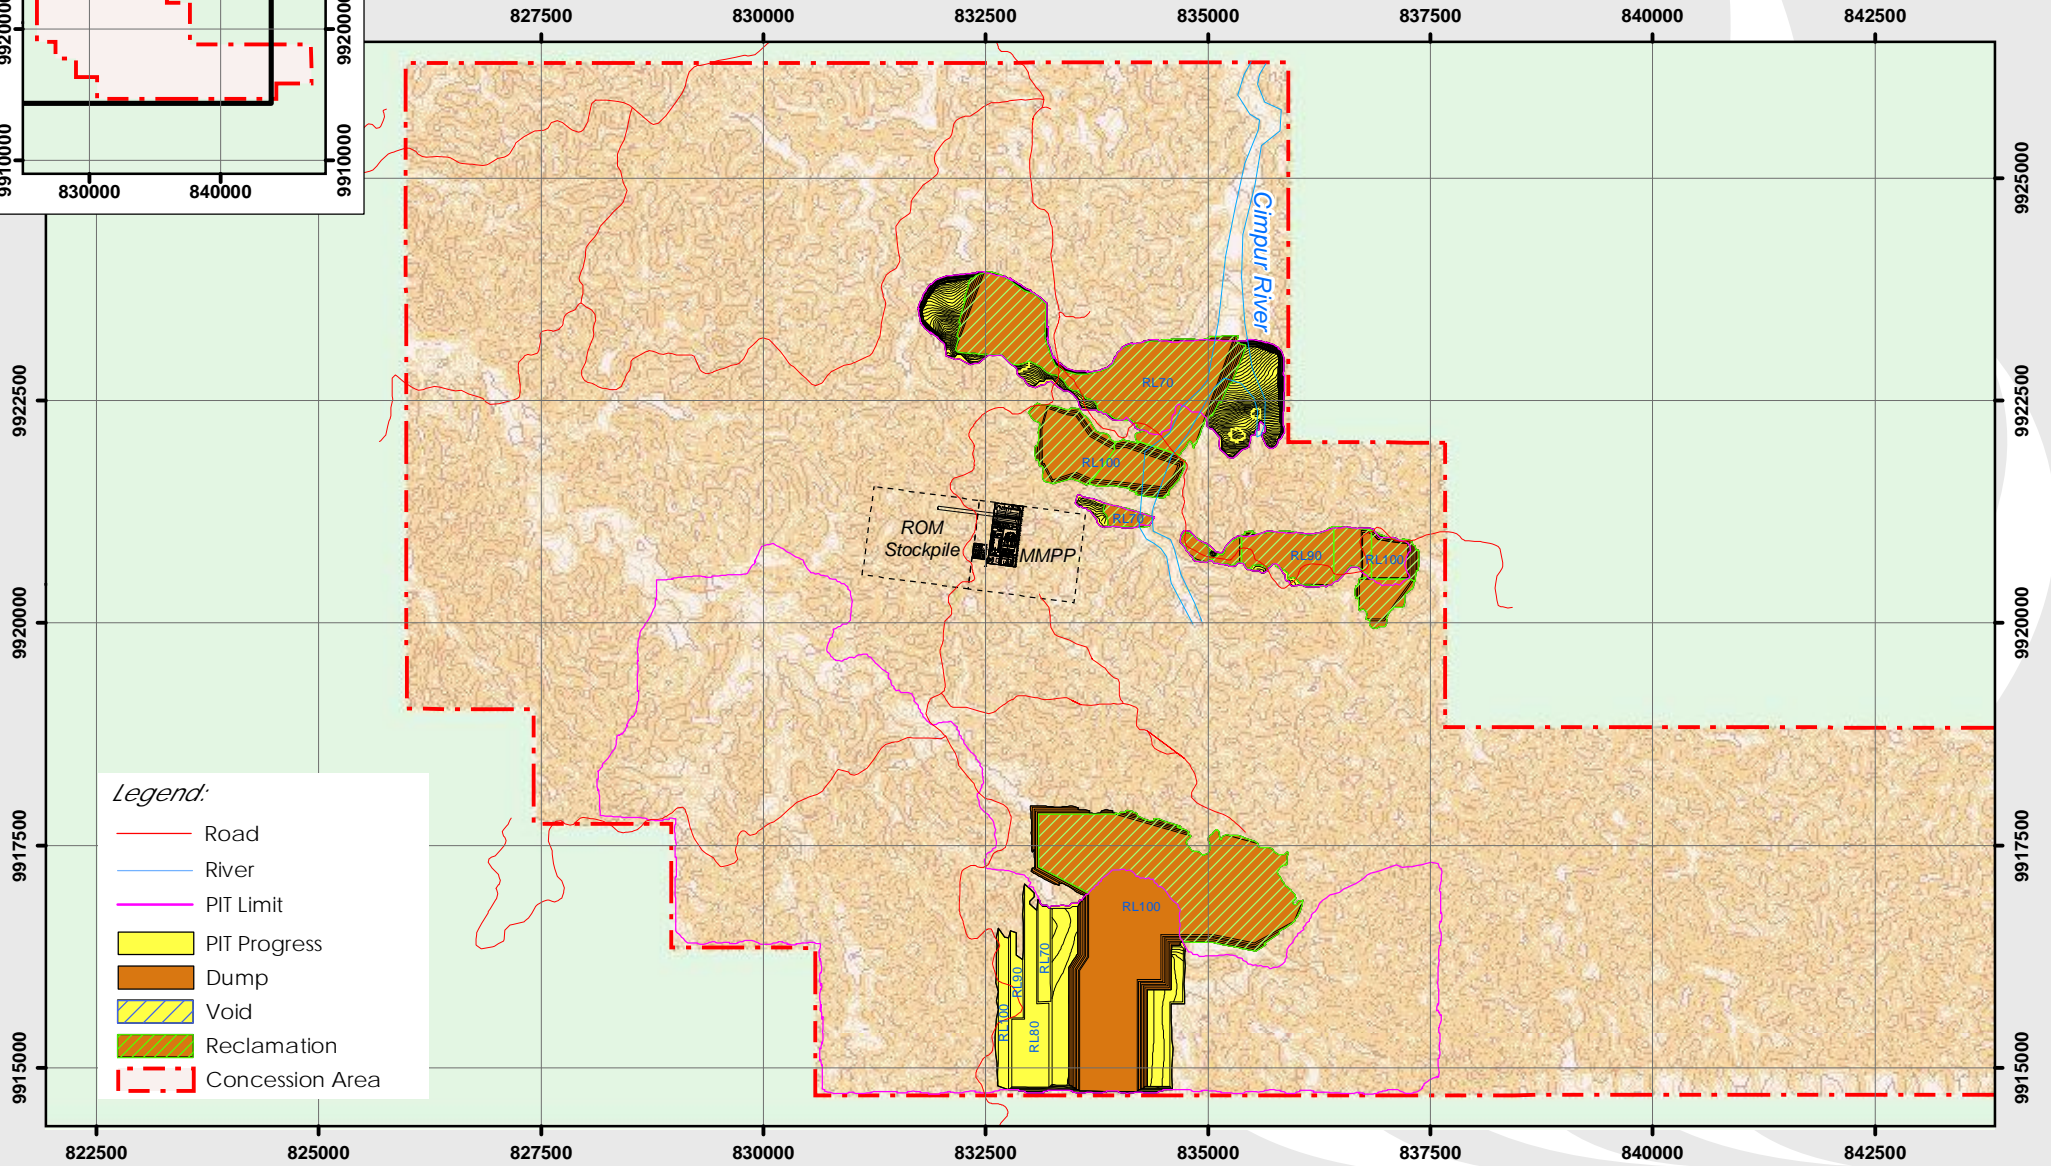 827500 830000 832500 835000 837500 840000 842500
9920000 9920000
9910000 9910000
830000 840000
9925000
9922500 9922500
9920000 9920000
9917500 9917500
9915000 9915000
Cimpur River
RL70
RL100
RL70
RL90
RL100
ROM
Stockpile
MMPP
RL100
RL70
RL90
RL100
RL80
Legend:
Road
River
PIT Limit
PIT Progress
Dump
Void
Reclamation
Concession Area
822500 825000 827500 830000 832500 835000 837500 840000 842500